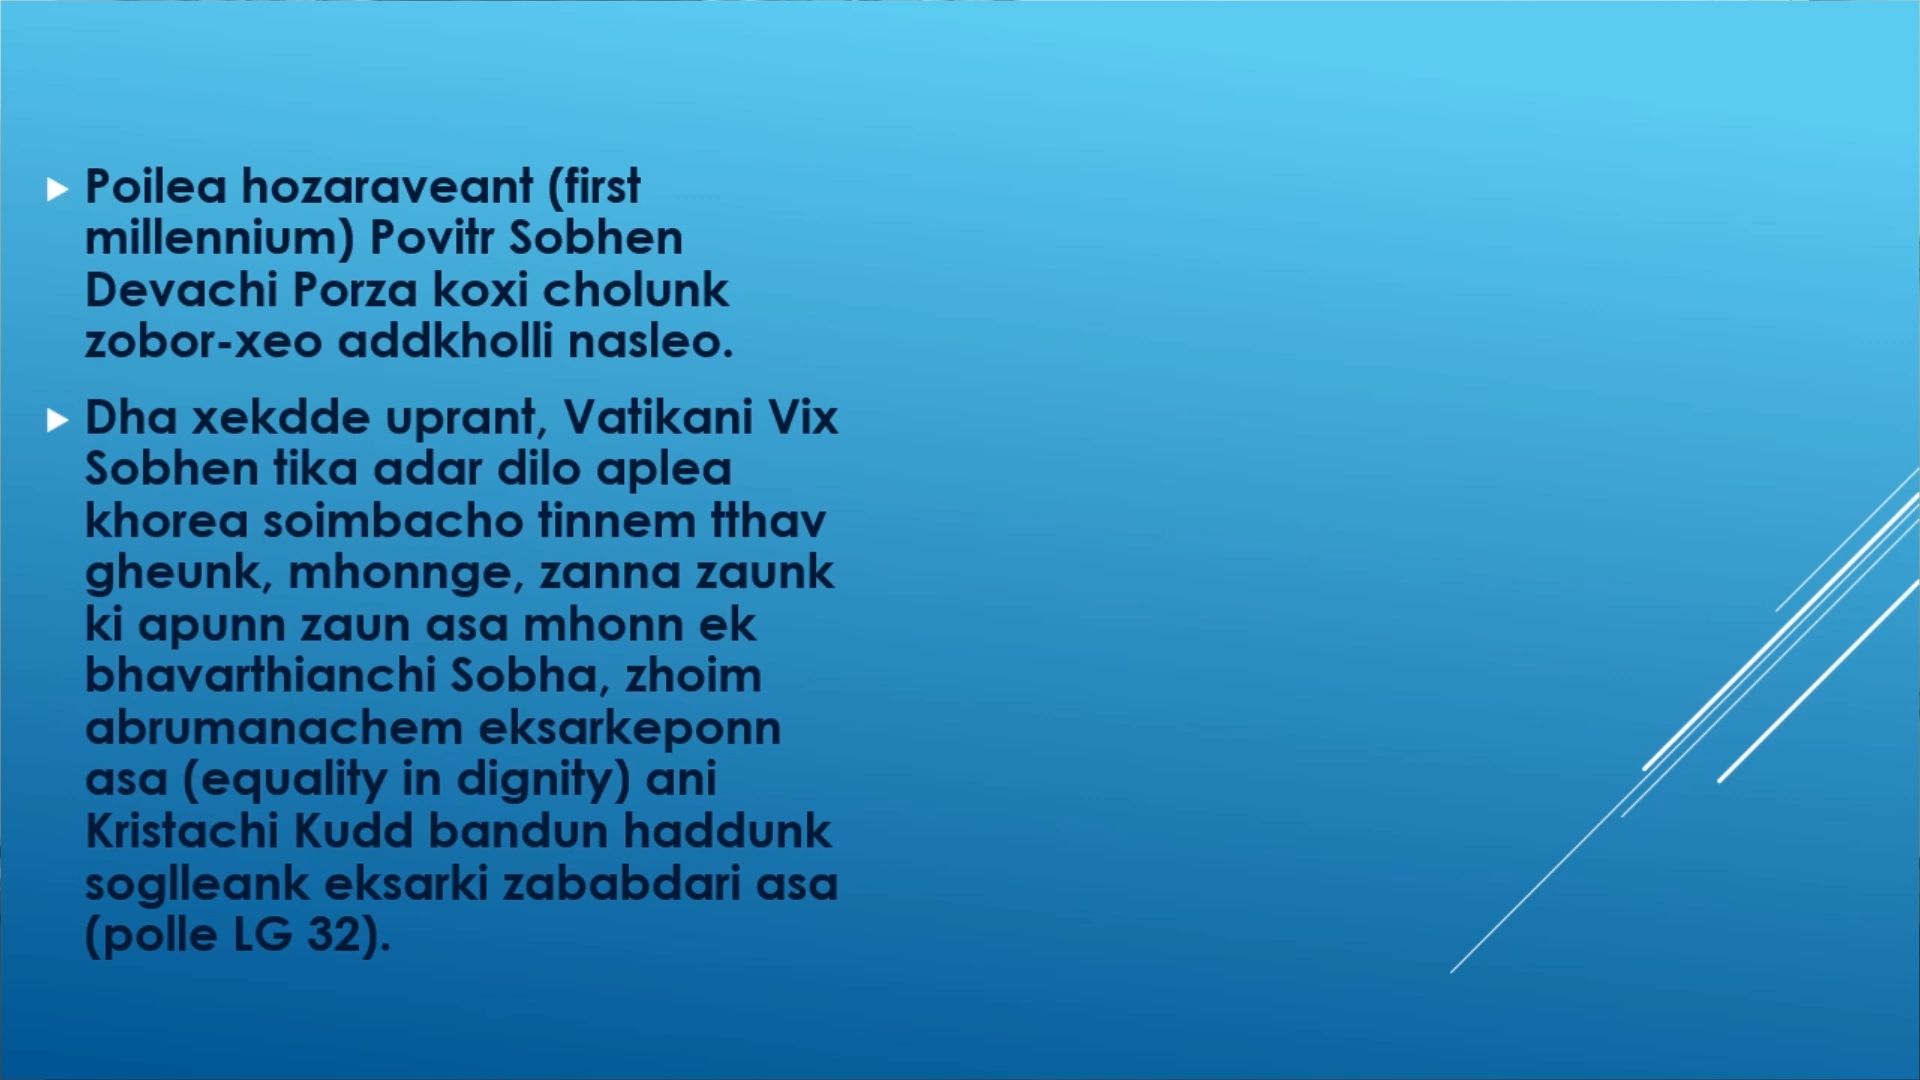 Poilea hozaraveant (first
millennium) Povitr Sobhen
Devachi Porza koxi cholunk
zobor-xeo addkholli nasleo.
Dha xekdde uprant, Vatikani Vix
Sobhen tika adar dilo aplea
khorea soimbacho tinnem tthav
gheunk, mhonnge, zanna zaunk
ki apunn zaun asa mhonn ek
bhavarthianchi Sobha, zhoim
abrumanachem eksarkeponn
asa (equality in dignity) ani
Kristachi Kudd bandun haddunk
soglleank eksarki zababdari asa
(polle LG 32).